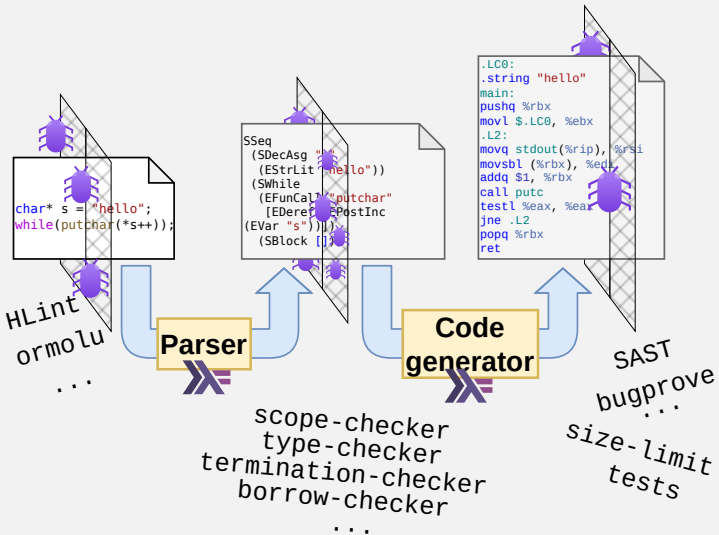 char* s = "hello";
while(putchar(*s++));
HLint
ormolu
...
Parser
SSeq
(SDecAsg "
(EStrLit "hello"))
(SWhile
(EFunCall "putchar"
[EDeref EPostInc
(EVar "s"))]
(SBlock []
scope-checker
type-checker
termination-checker
borrow-checker
...
Code
generator
.LC0:
.string "hello"
main:
pushq %rbx
movl $.LC0, %ebx
.L2:
movq stdout(%rip), %rsi
movsbl (%rbx), %edi
addq $1, %rbx
call putc
testl %eax, %eax
jne .L2
popq %rbx
ret
SAST
bugprove
...
size-limit
tests